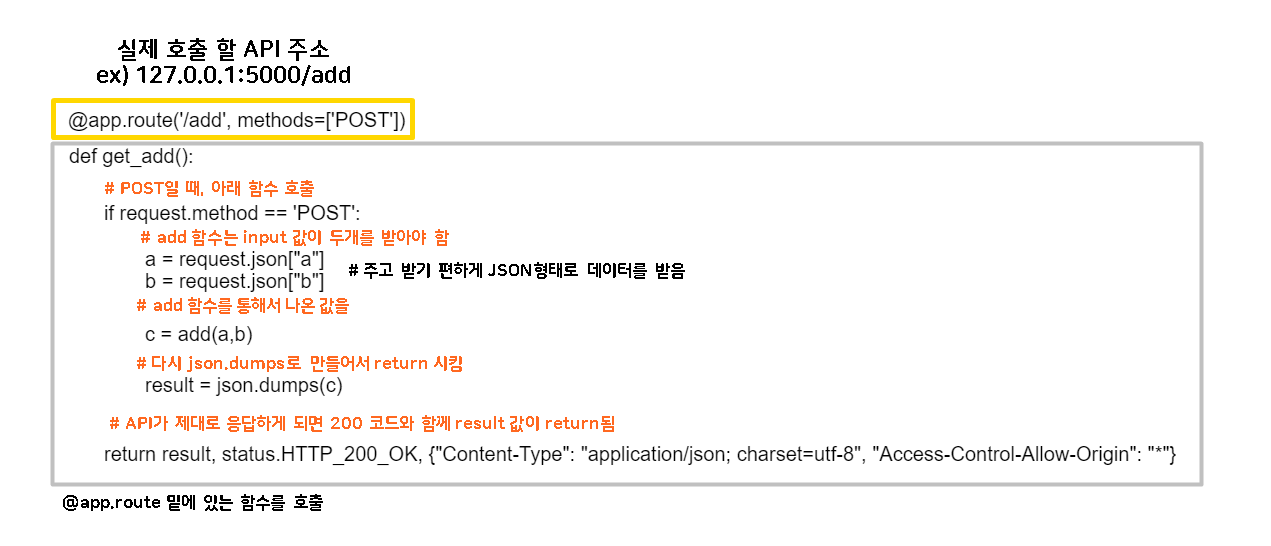 실제 호출 할 API 주소
ex) 127.0.0.1:5000/add
@app.route('/add', methods=['POST'])
def get_add():
# POST일 때, 아래 함수 호출
if request.method == 'POST':
# add 함수는 input 값이 두개를 받아야 함
a = request.json["a"]
b = request.json["b"]
# 주고 받기 편하게 JSON형태로 데이터를 받음
# add 함수를 통해서 나온 값을
c = add(a,b)
# 다시 json.dumps로 만들어서 return 시킴
result = json.dumps(c)
# API가 제대로 응답하게 되면 200 코드와 함께 result 값이 return됨
return result, status.HTTP_200_OK, {"Content-Type": "application/json; charset=utf-8", "Access-Control-Allow-Origin": "*"}
@app.route 밑에 있는 함수를 호출